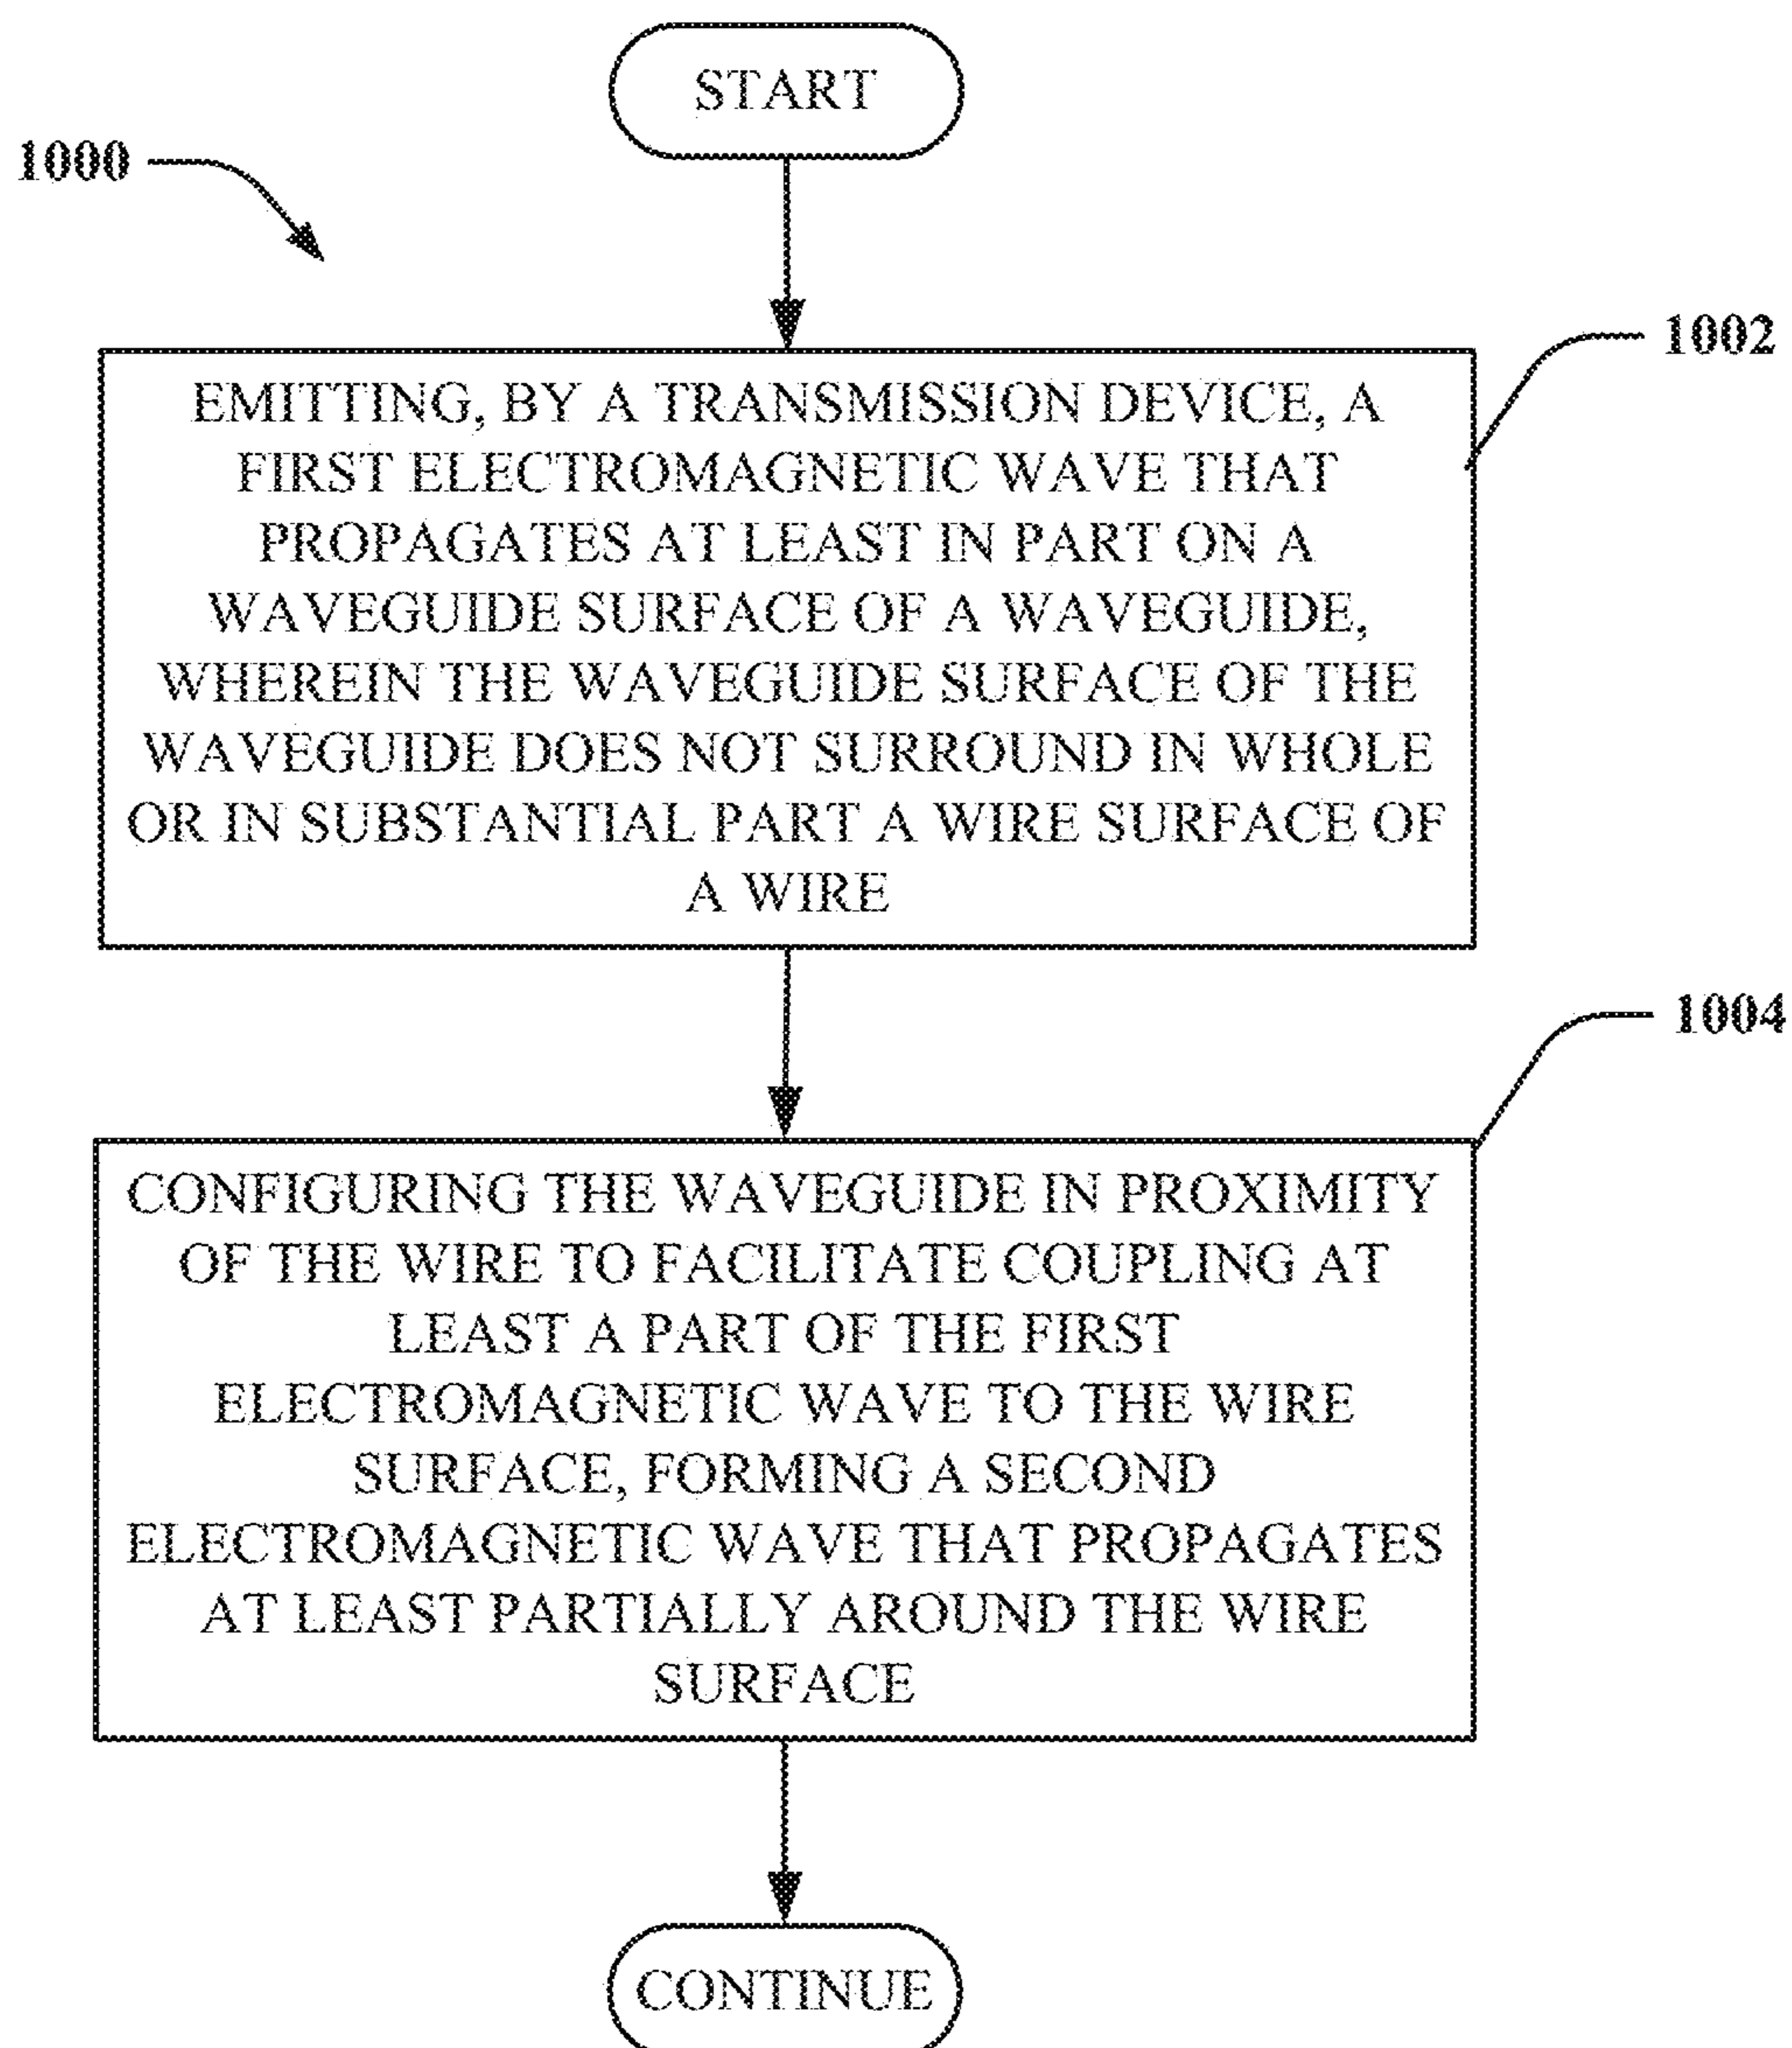 START
1000
1002
EMITTING, BY A TRANSMISSION DEVICE, A
FIRST ELECTROMAGNETIC WAVE THAT
PROPAGATES AT LEAST IN PART ON A
WAVEGUIDE SURFACE OF A WAVEGUIDE,
WHEREIN THE WAVEGUIDE SURFACE OF THE
WAVEGUIDE DOES NOT SURROUND IN WHOLE
OR IN SUBSTANTIAL PART A WIRE SURFACE OF
A WIRE
1004
CONFIGURING THE WAVEGUIDE IN PROXIMITY
OF THE WIRE TO FACILITATE COUPLING AT
LEAST A PART OF THE FIRST
ELECTROMAGNETIC WAVE TO THE WIRE
SURFACE, FORMING A SECOND
ELECTROMAGNETIC WAVE THAT PROPAGATES
AT LEAST PARTIALLY AROUND THE WIRE
SURFACE
CONTINUE